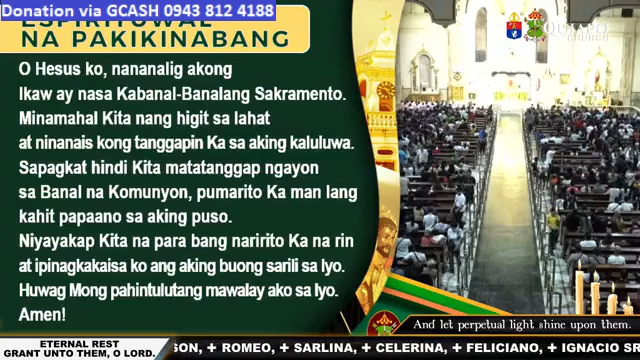 Donation via GCASH 0943 812 4188
NA PAKIKINABANG
O Hesus ko, nananalig akong
Ikaw ay nasa Kabanal-Banalang Sakramento.
Minamahal Kita nang higit sa lahat
at ninanais kong tanggapin Ka sa aking kaluluwa.
Sapagkat hindi Kita matatanggap ngayon
sa Banal na Komunyon, pumarito Ka man lang
kahit papaano sa aking puso.
Niyayakap Kita na para bang naririto Ka na rin
at ipinagkakaisa ko ang aking buong sarili sa Iyo.
Huwag Mong pahintulutang mawalay ako sa Iyo.
Amen!
And let perpetual light shine upon them.
ETERNAL REST
GRANT UNTO THEM, O LORD.
SON, + ROMEO, + SARLINA, + CELERINA, + FELICIANO, + IGNACIO SR